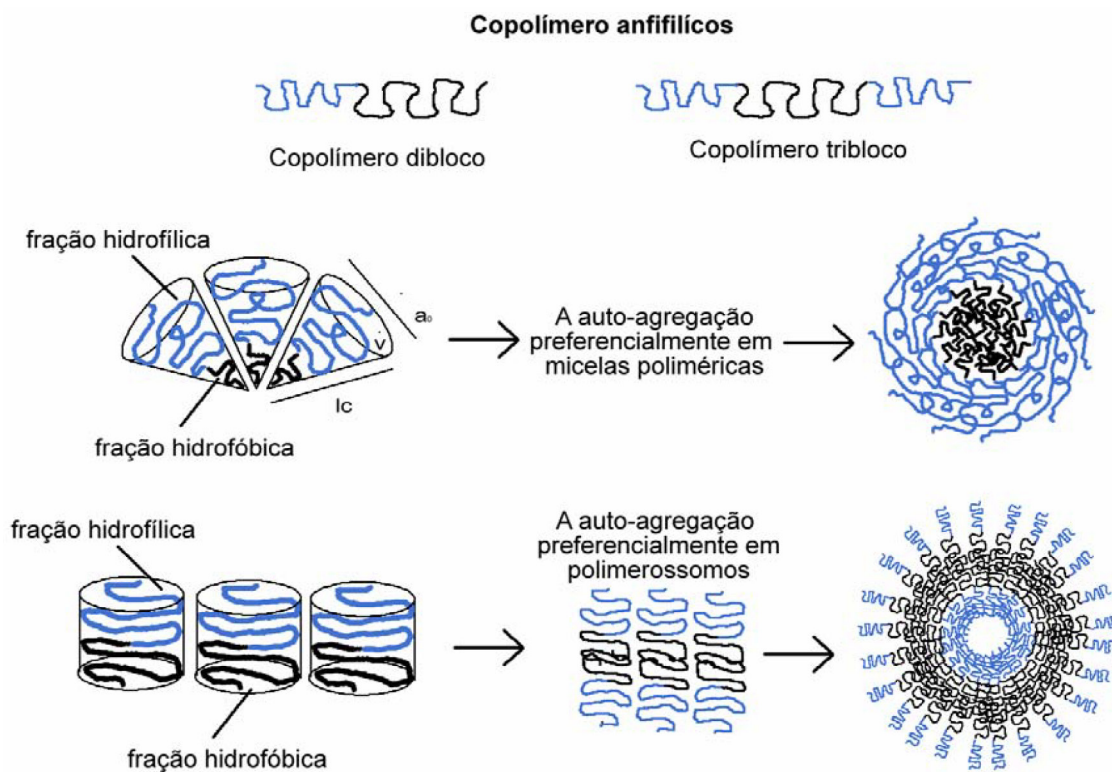 Copolímero anfifilícos
Copolímero dibloco
Copolímero tribloco
fração hidrofílica
a₀
v
lc
fração hidrofóbica
A auto-agregação
preferencialmente em
micelas poliméricas
fração hidrofílica
fração hidrofóbica
A auto-agregação
preferencialmente em
polimerossomos